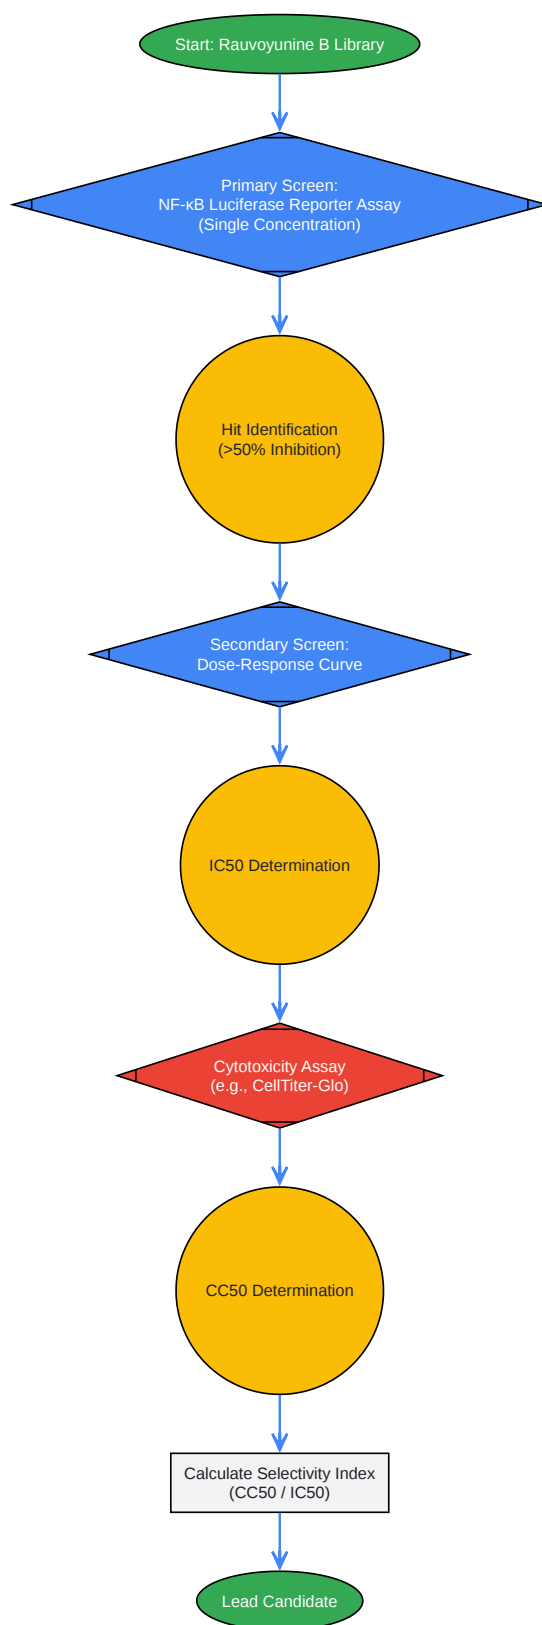 Start: Rauvoyunine B Library
Primary Screen:
NF-κB Luciferase Reporter Assay
(Single Concentration)
Hit Identification
(>50% Inhibition)
Secondary Screen:
Dose-Response Curve
IC50 Determination
Cytotoxicity Assay
(e.g., CellTiter-Glo)
CC50 Determination
Calculate Selectivity Index
(CC50 / IC50)
Lead Candidate